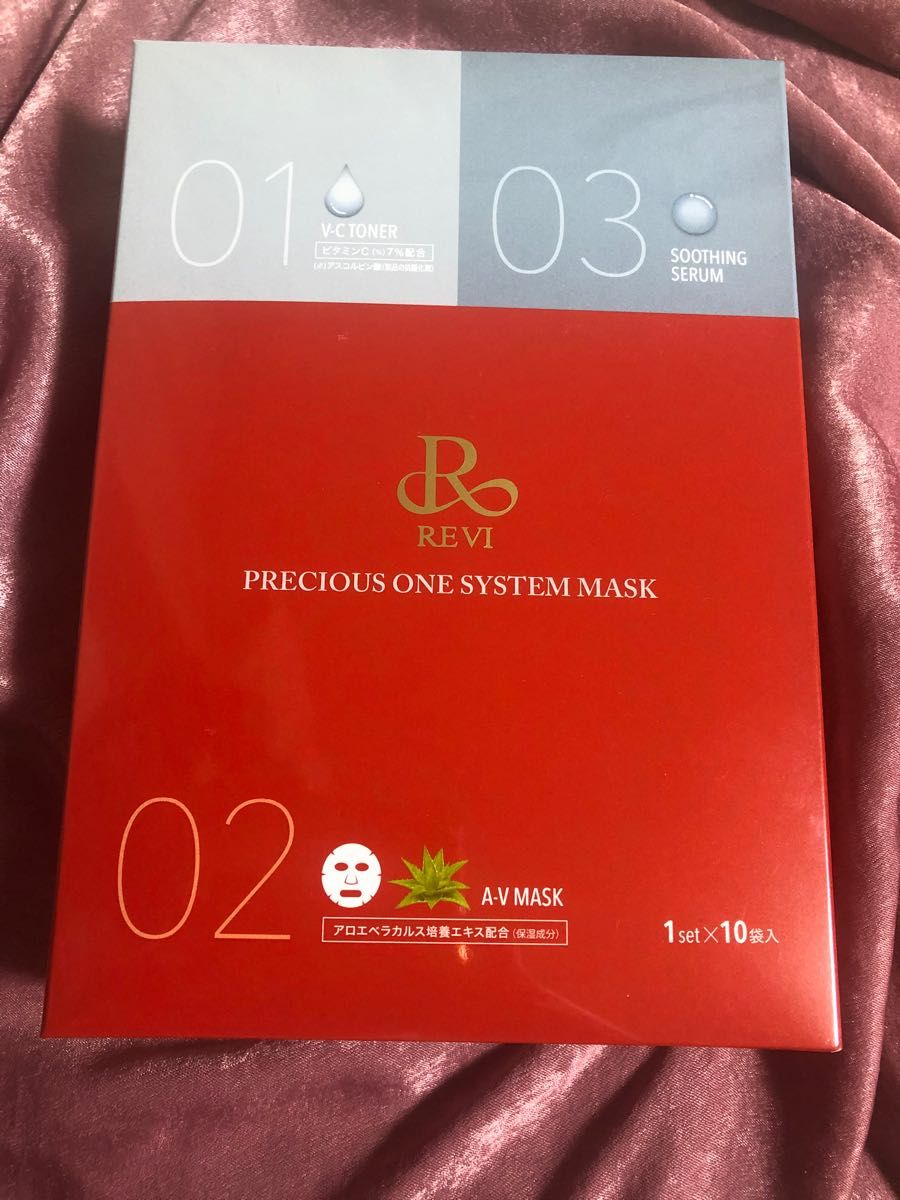 01
V-C TONER
ビタミンC(※)7%配合
(※)アスコルビン酸(製品の抗酸化剤)
03
SOOTHING
SERUM
R
REVI
PRECIOUS ONE SYSTEM MASK
02
A-V MASK
アロエベラカルス培養エキス配合(保湿成分)
1set×10袋入